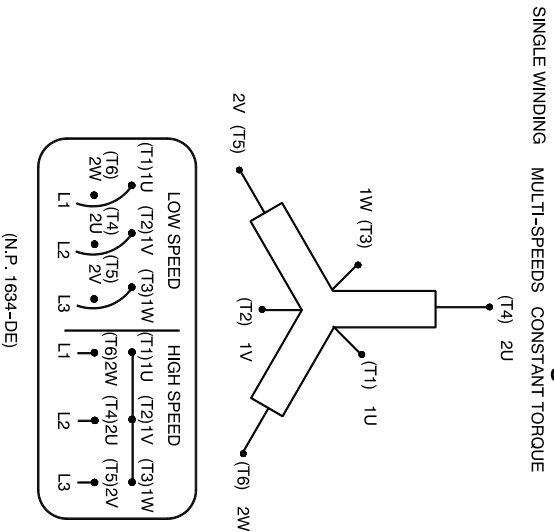 SINGLE WINDING MULTI-SPEEDS CONSTANT TORQUE
(T4) 2U
1W (T3)
(T1) 1U
2V (T5)
(T2) 1V
(T6) 2W
LOW SPEED
HIGH SPEED
(T1)1U (T2)1V (T3)1W
(T1)1U (T2)1V (T3)1W
(T6) (T4) (T5)
2W 2U 2V
(T6)2W (T4)2U (T5)2V
L1 L2 L3
L1 L2 L3
(N.P. 1634-DE)